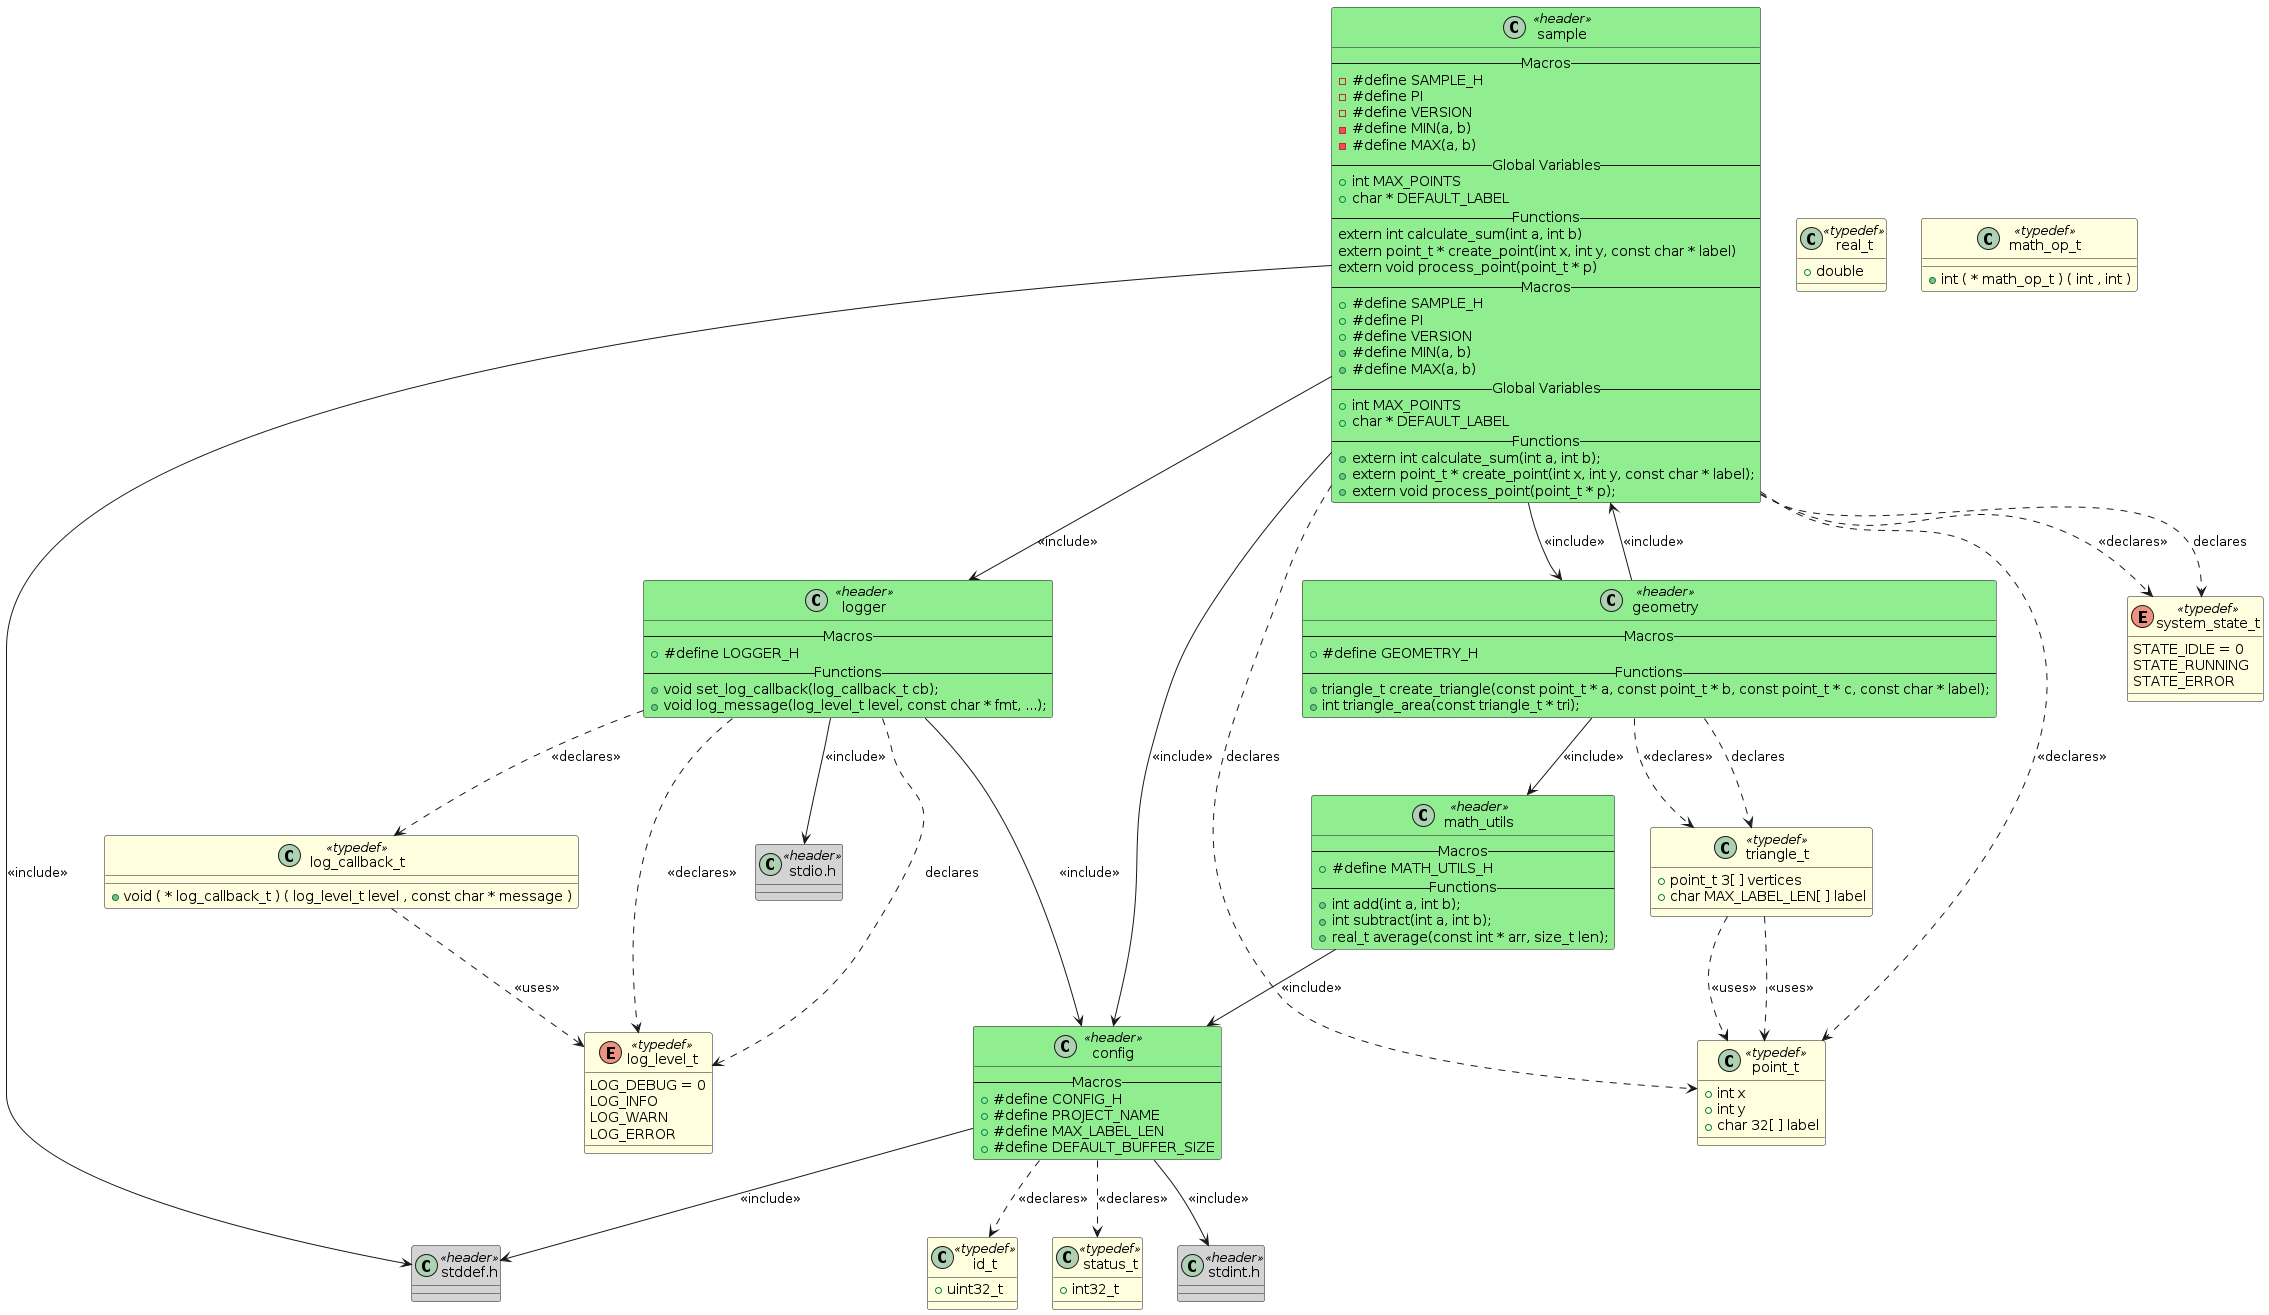 C
«header»
sample
Macros
#define SAMPLE_H
#define PI
#define VERSION
#define MIN(a, b)
#define MAX(a, b)
Global Variables
int MAX_POINTS
char * DEFAULT_LABEL
Functions
extern int calculate_sum(int a, int b)
extern point_t * create_point(int x, int y, const char * label)
extern void process_point(point_t * p)
Macros
#define SAMPLE_H
#define PI
#define VERSION
#define MIN(a, b)
#define MAX(a, b)
Global Variables
int MAX_POINTS
char * DEFAULT_LABEL
Functions
extern int calculate_sum(int a, int b);
extern point_t * create_point(int x, int y, const char * label);
extern void process_point(point_t * p);
C
«typedef»
real_t
double
C
«typedef»
math_op_t
int ( * math_op_t ) ( int , int )
«include»
«include»
«include»
«declares»
declares
C
«header»
logger
Macros
#define LOGGER_H
Functions
void set_log_callback(log_callback_t cb);
void log_message(log_level_t level, const char * fmt, ...);
C
«header»
geometry
Macros
#define GEOMETRY_H
Functions
triangle_t create_triangle(const point_t * a, const point_t * b, const point_t * c, const char * label);
int triangle_area(const triangle_t * tri);
E
«typedef»
system_state_t
STATE_IDLE = 0
STATE_RUNNING
STATE_ERROR
«declares»
«include»
«include»
declares
«include»
«declares»
declares
«declares»
C
«header»
math_utils
Macros
#define MATH_UTILS_H
Functions
int add(int a, int b);
int subtract(int a, int b);
real_t average(const int * arr, size_t len);
C
«typedef»
triangle_t
point_t 3[ ] vertices
char MAX_LABEL_LEN[ ] label
C
«typedef»
log_callback_t
void ( * log_callback_t ) ( log_level_t level , const char * message )
C
«header»
stdio.h
«include»
«declares»
declares
«include»
«uses»
«include»
«uses»
«uses»
E
«typedef»
log_level_t
LOG_DEBUG = 0
LOG_INFO
LOG_WARN
LOG_ERROR
C
«header»
config
Macros
#define CONFIG_H
#define PROJECT_NAME
#define MAX_LABEL_LEN
#define DEFAULT_BUFFER_SIZE
C
«typedef»
point_t
int x
int y
char 32[ ] label
«include»
«declares»
«declares»
«include»
C
«header»
stddef.h
C
«typedef»
id_t
uint32_t
C
«typedef»
status_t
int32_t
C
«header»
stdint.h